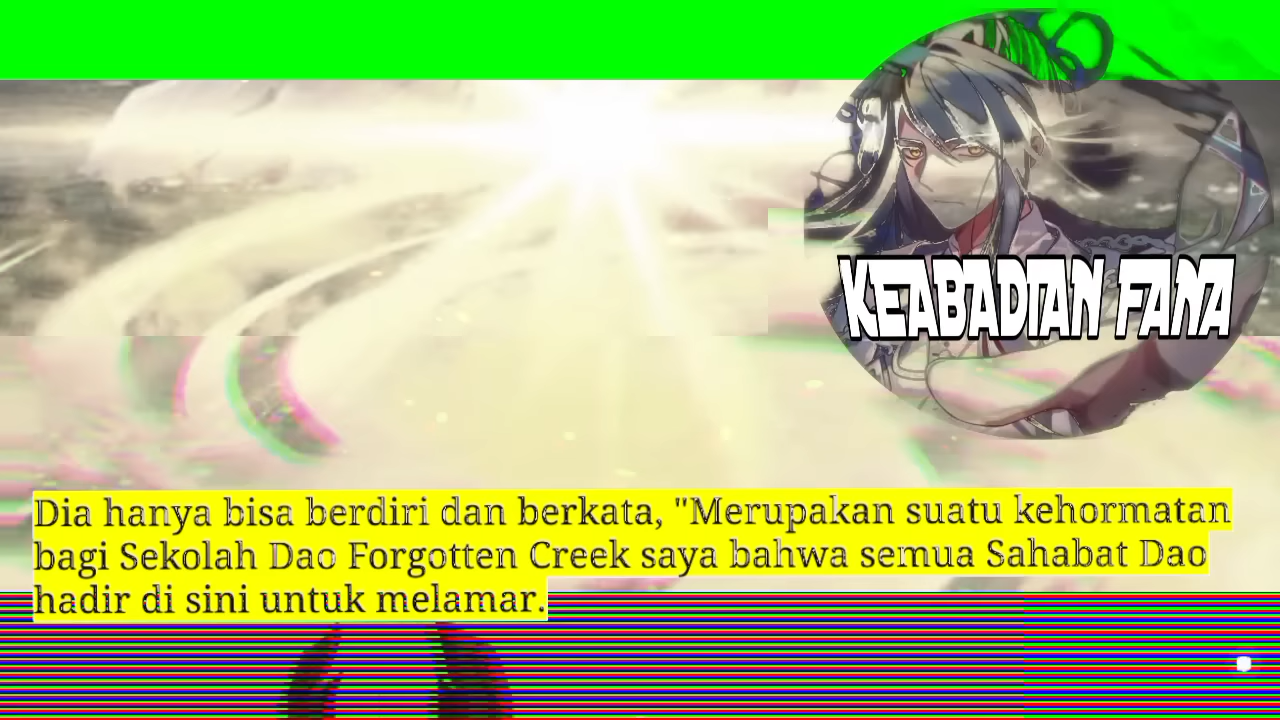 KEABADIAN FANA
Dia hanya bisa berdiri dan berkata, "Merupakan suatu kehormatan
bagi Sekolah Dao Forgotten Creek saya bahwa semua Sahabat Dao
hadir di sini untuk melamar.